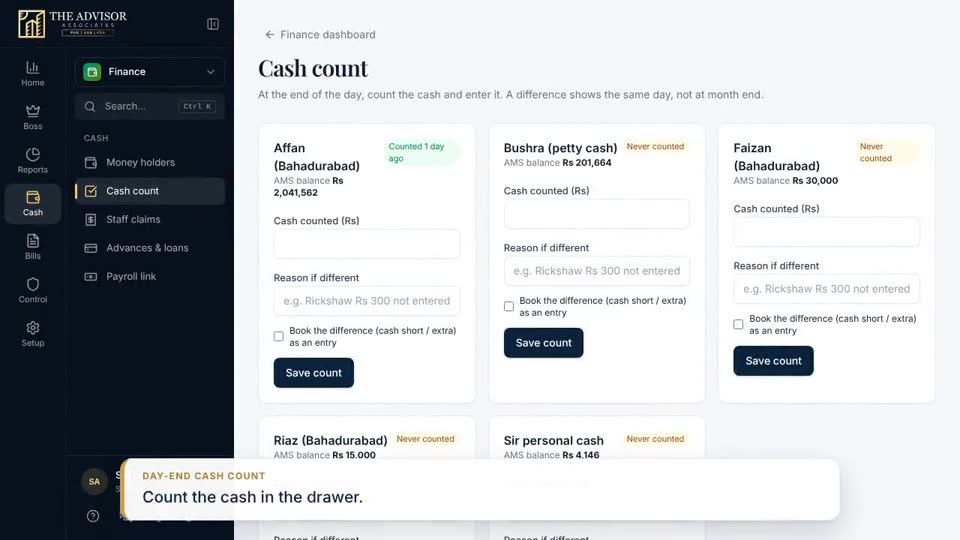 THE ADVISOR
ASSOCIATES
PAK | UAE | USA
Home
Boss
Reports
Cash
Bills
Control
Setup
Finance
Search... Ctrl K
CASH
Money holders
Cash count
Staff claims
Advances & loans
Payroll link
SA
← Finance dashboard
Cash count
At the end of the day, count the cash and enter it. A difference shows the same day, not at month end.
Affan
(Bahadurabad)
Counted 1 day
ago
AMS balance Rs
2,041,562
Cash counted (Rs)
Reason if different
e.g. Rickshaw Rs 300 not entered
Book the difference (cash short / extra)
as an entry
Save count
Bushra (petty cash)
Never counted
AMS balance Rs 201,664
Cash counted (Rs)
Reason if different
e.g. Rickshaw Rs 300 not entered
Book the difference (cash short / extra)
as an entry
Save count
Faizan
(Bahadurabad)
Never
counted
AMS balance Rs 30,000
Cash counted (Rs)
Reason if different
e.g. Rickshaw Rs 300 not entered
Book the difference (cash short / extra)
as an entry
Save count
Riaz (Bahadurabad)
Never counted
AMS balance Rs 15,000
Sir personal cash
Never counted
AMS balance Rs 4,146
DAY-END CASH COUNT
Count the cash in the drawer.
Reason if different
Reason if different